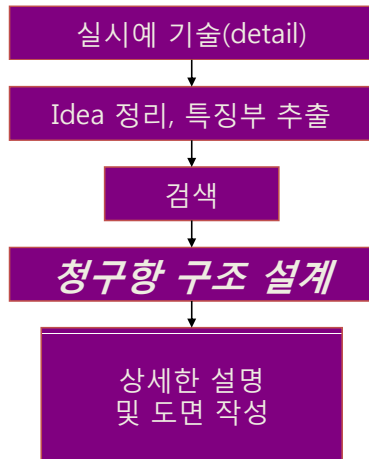 실시예 기술(detail)
Idea 정리, 특징부 추출
검색
청구항 구조 설계
상세한 설명
및 도면 작성